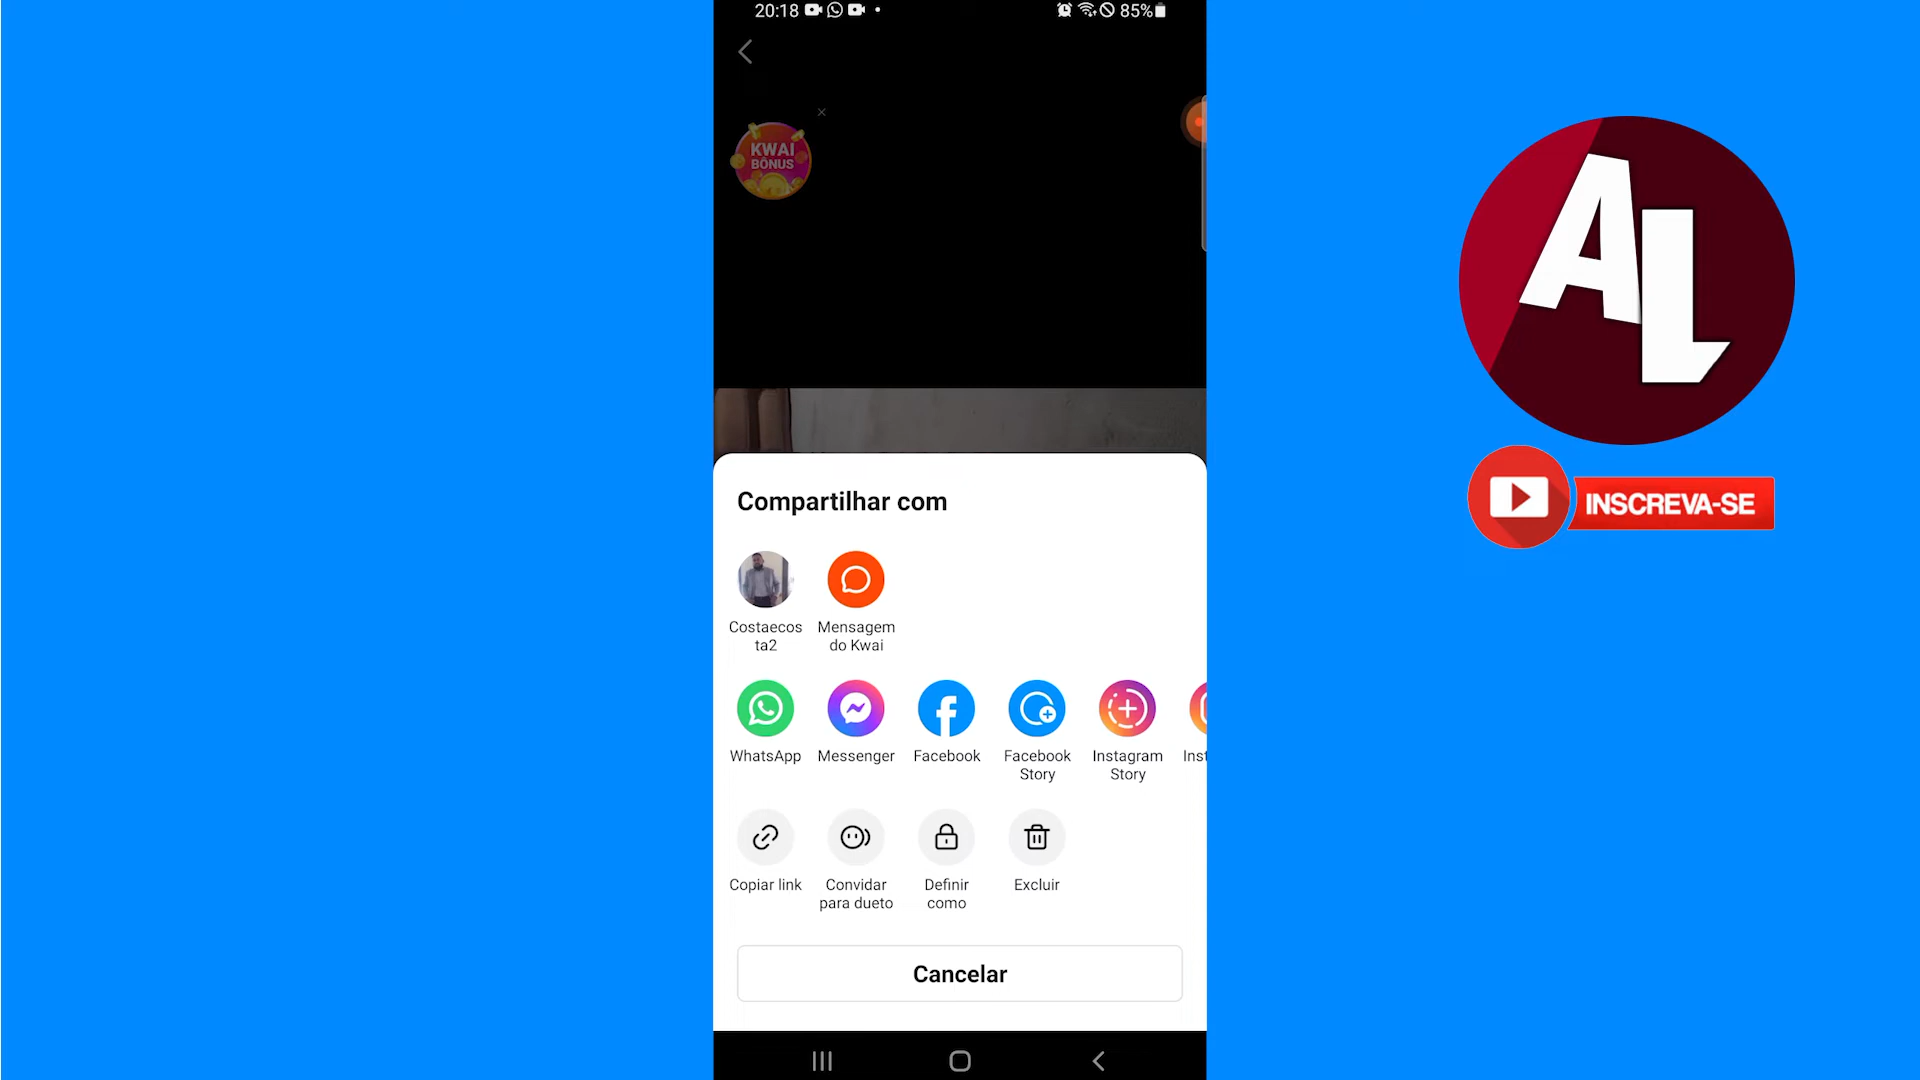 20:18
85%
KWAI
BÔNUS
AL
INSCREVA-SE
Compartilhar com
Costaecos
ta2
Mensagem
do Kwai
WhatsApp
Messenger
Facebook
Facebook
Story
Instagram
Story
Inst
Copiar link
Convidar
para dueto
Definir
como
Excluir
Cancelar